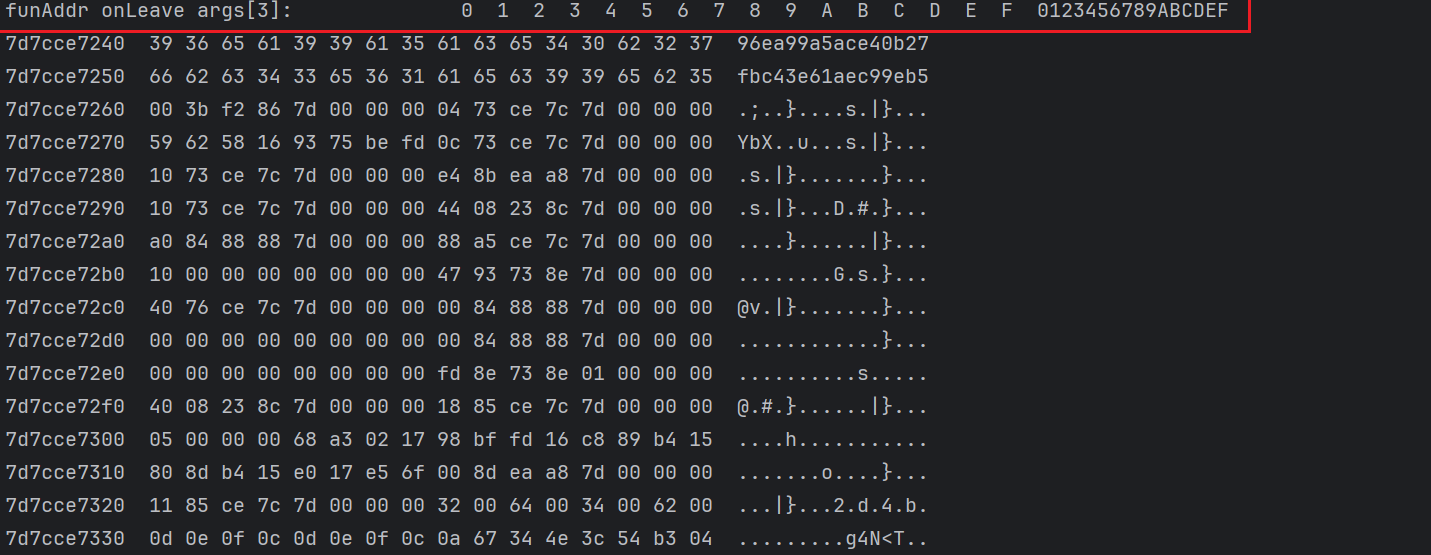 funAddr onLeave args[3]:              0  1  2  3  4  5  6  7  8  9  A  B  C  D  E  F  0123456789ABCDEF
7d7cce7240  39 36 65 61 39 39 61 35 61 63 65 34 30 62 32 37  96ea99a5ace40b27
7d7cce7250  66 62 63 34 33 65 36 31 61 65 63 39 39 65 62 35  fbc43e61aec99eb5
7d7cce7260  00 3b f2 86 7d 00 00 00 04 73 ce 7c 7d 00 00 00  .;..}....s.|}...
7d7cce7270  59 62 58 16 93 75 be fd 0c 73 ce 7c 7d 00 00 00  YbX..u...s.|}...
7d7cce7280  10 73 ce 7c 7d 00 00 00 e4 8b ea a8 7d 00 00 00  .s.|}.......}...
7d7cce7290  10 73 ce 7c 7d 00 00 00 44 08 23 8c 7d 00 00 00  .s.|}...D.#.}...
7d7cce72a0  a0 84 88 88 7d 00 00 00 88 a5 ce 7c 7d 00 00 00  ....}......|}...
7d7cce72b0  10 00 00 00 00 00 00 00 47 93 73 8e 7d 00 00 00  ........G.s.}...
7d7cce72c0  40 76 ce 7c 7d 00 00 00 00 84 88 88 7d 00 00 00  @v.|}.......}...
7d7cce72d0  00 00 00 00 00 00 00 00 00 84 88 88 7d 00 00 00  ............}...
7d7cce72e0  00 00 00 00 00 00 00 00 fd 8e 73 8e 01 00 00 00  ..........s.....
7d7cce72f0  40 08 23 8c 7d 00 00 00 18 85 ce 7c 7d 00 00 00  @.#.}......|}...
7d7cce7300  05 00 00 00 68 a3 02 17 98 bf fd 16 c8 89 b4 15  ....h...........
7d7cce7310  80 8d b4 15 e0 17 e5 6f 00 8d ea a8 7d 00 00 00  .......o....}...
7d7cce7320  11 85 ce 7c 7d 00 00 00 32 00 64 00 34 00 62 00  ...|}...2.d.4.b.
7d7cce7330  0d 0e 0f 0c 0d 0e 0f 0c 0a 67 34 4e 3c 54 b3 04  .........g4N<T..